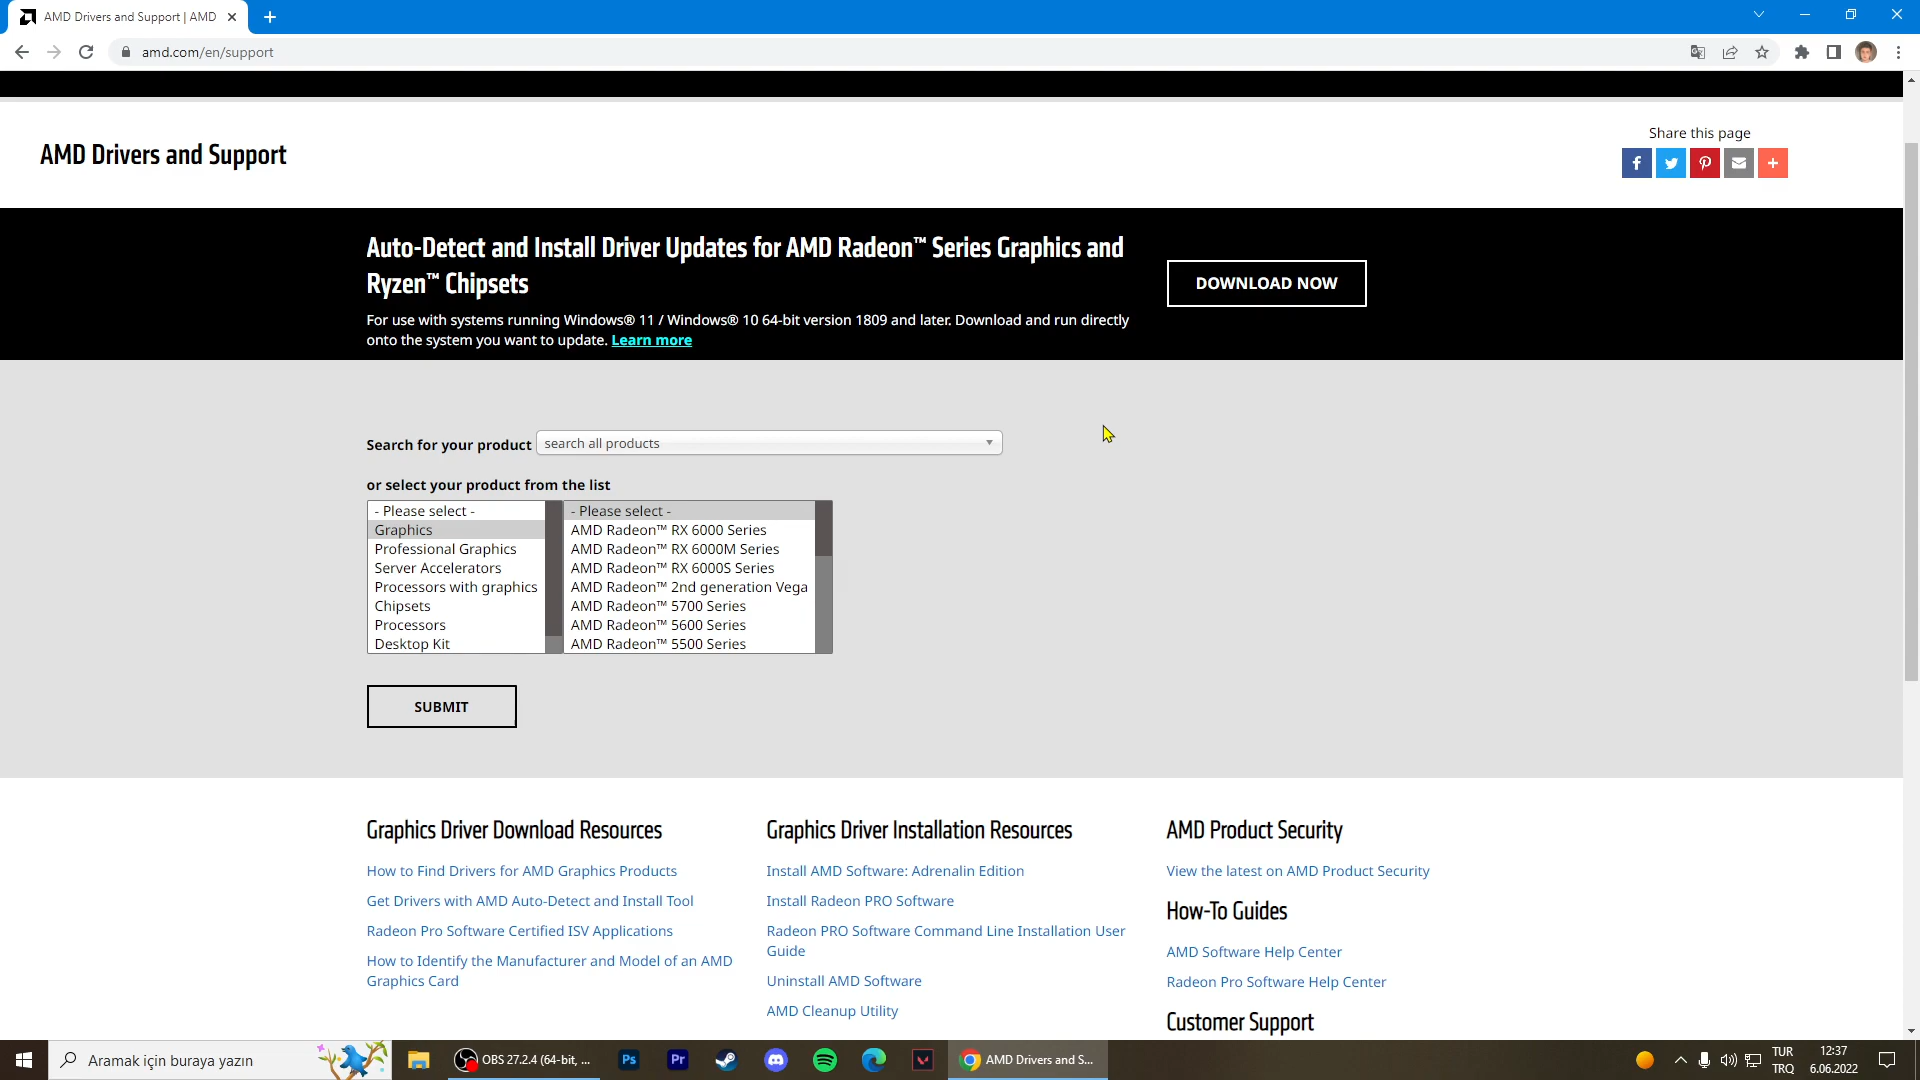 AMD Drivers and Support | AMD
amd.com/en/support
AMD Drivers and Support
Share this page
Auto-Detect and Install Driver Updates for AMD Radeon™ Series Graphics and
Ryzen™ Chipsets
For use with systems running Windows® 11 / Windows® 10 64-bit version 1809 and later. Download and run directly
onto the system you want to update. Learn more
DOWNLOAD NOW
Search for your product
search all products
or select your product from the list
- Please select -
Graphics
Professional Graphics
Server Accelerators
Processors with graphics
Chipsets
Processors
Desktop Kit
- Please select -
AMD Radeon™ RX 6000 Series
AMD Radeon™ RX 6000M Series
AMD Radeon™ RX 6000S Series
AMD Radeon™ 2nd generation Vega
AMD Radeon™ 5700 Series
AMD Radeon™ 5600 Series
AMD Radeon™ 5500 Series
SUBMIT
Graphics Driver Download Resources
How to Find Drivers for AMD Graphics Products
Get Drivers with AMD Auto-Detect and Install Tool
Radeon Pro Software Certified ISV Applications
How to Identify the Manufacturer and Model of an AMD
Graphics Card
Graphics Driver Installation Resources
Install AMD Software: Adrenalin Edition
Install Radeon PRO Software
Radeon PRO Software Command Line Installation User
Guide
Uninstall AMD Software
AMD Cleanup Utility
AMD Product Security
View the latest on AMD Product Security
How-To Guides
AMD Software Help Center
Radeon Pro Software Help Center
Customer Support
Aramak için buraya yazın
OBS 27.2.4 (64-bit, ...
Ps
Pr
AMD Drivers and S...
TUR
TRQ
12:37
6.06.2022